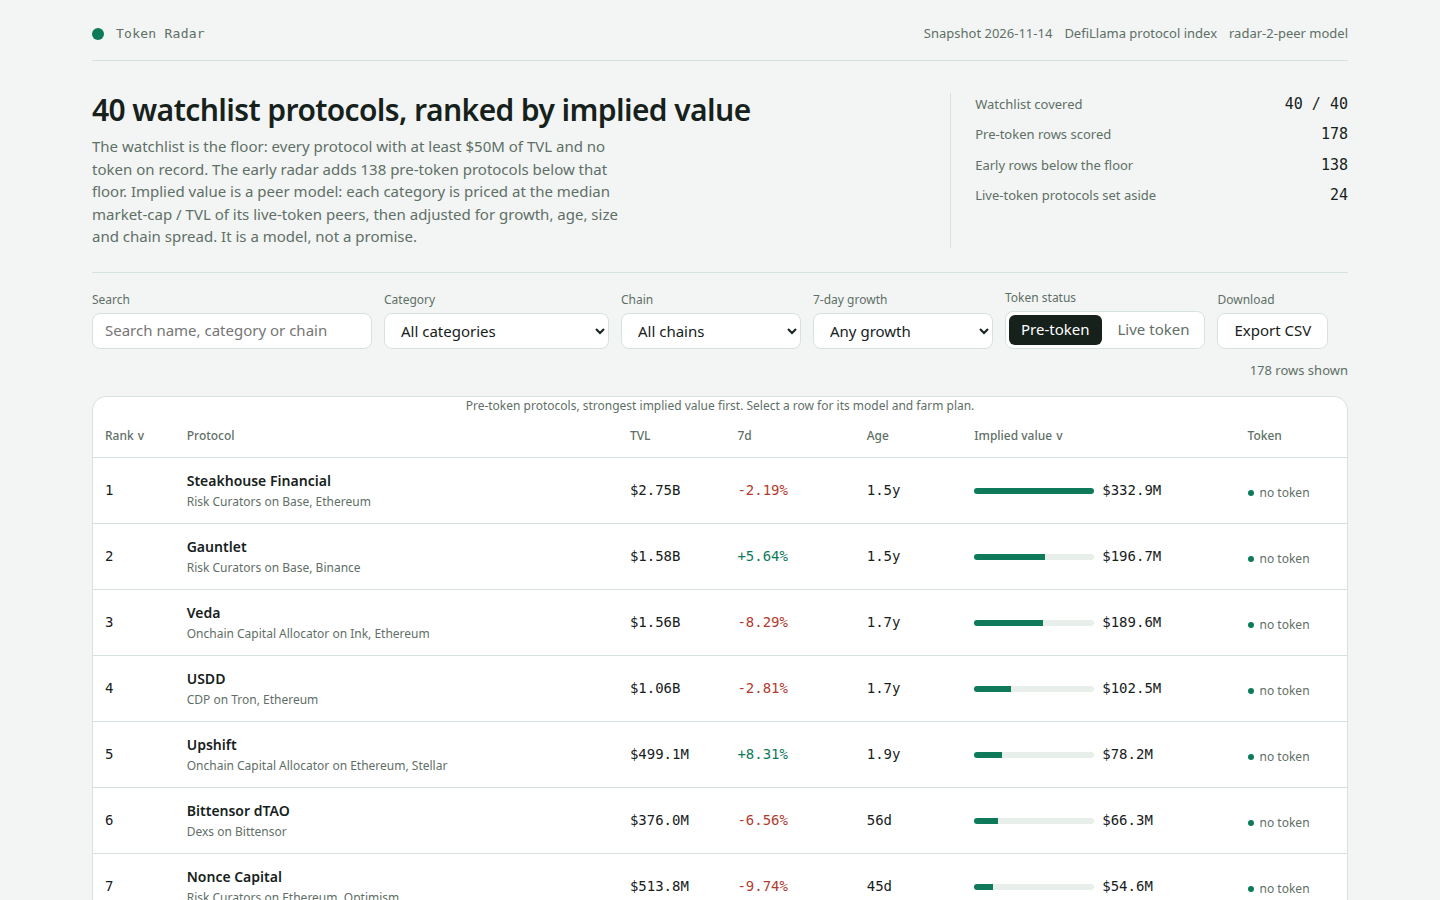 Token Radar
Snapshot 2026-11-14 DefiLlama protocol index radar-2-peer model
40 watchlist protocols, ranked by implied value
The watchlist is the floor: every protocol with at least $50M of TVL and no
token on record. The early radar adds 138 pre-token protocols below that
floor. Implied value is a peer model: each category is priced at the median
market-cap / TVL of its live-token peers, then adjusted for growth, age, size
and chain spread. It is a model, not a promise.
Watchlist covered 40 / 40
Pre-token rows scored 178
Early rows below the floor 138
Live-token protocols set aside 24
Search Category Chain 7-day growth Token status Download
Search name, category or chain All categories All chains Any growth Pre-token Live token Export CSV
178 rows shown
Pre-token protocols, strongest implied value first. Select a row for its model and farm plan.
Rank v Protocol TVL 7d Age Implied value v Token
1 Steakhouse Financial $2.75B -2.19% 1.5y $332.9M no token
Risk Curators on Base, Ethereum
2 Gauntlet $1.58B +5.64% 1.5y $196.7M no token
Risk Curators on Base, Binance
3 Veda $1.56B -8.29% 1.7y $189.6M no token
Onchain Capital Allocator on Ink, Ethereum
4 USDD $1.06B -2.81% 1.7y $102.5M no token
CDP on Tron, Ethereum
5 Upshift $499.1M +8.31% 1.9y $78.2M no token
Onchain Capital Allocator on Ethereum, Stellar
6 Bittensor dTAO $376.0M -6.56% 56d $66.3M no token
Dexs on Bittensor
7 Nonce Capital $513.8M -9.74% 45d $54.6M no token
Risk Curators on Ethereum, Optimism